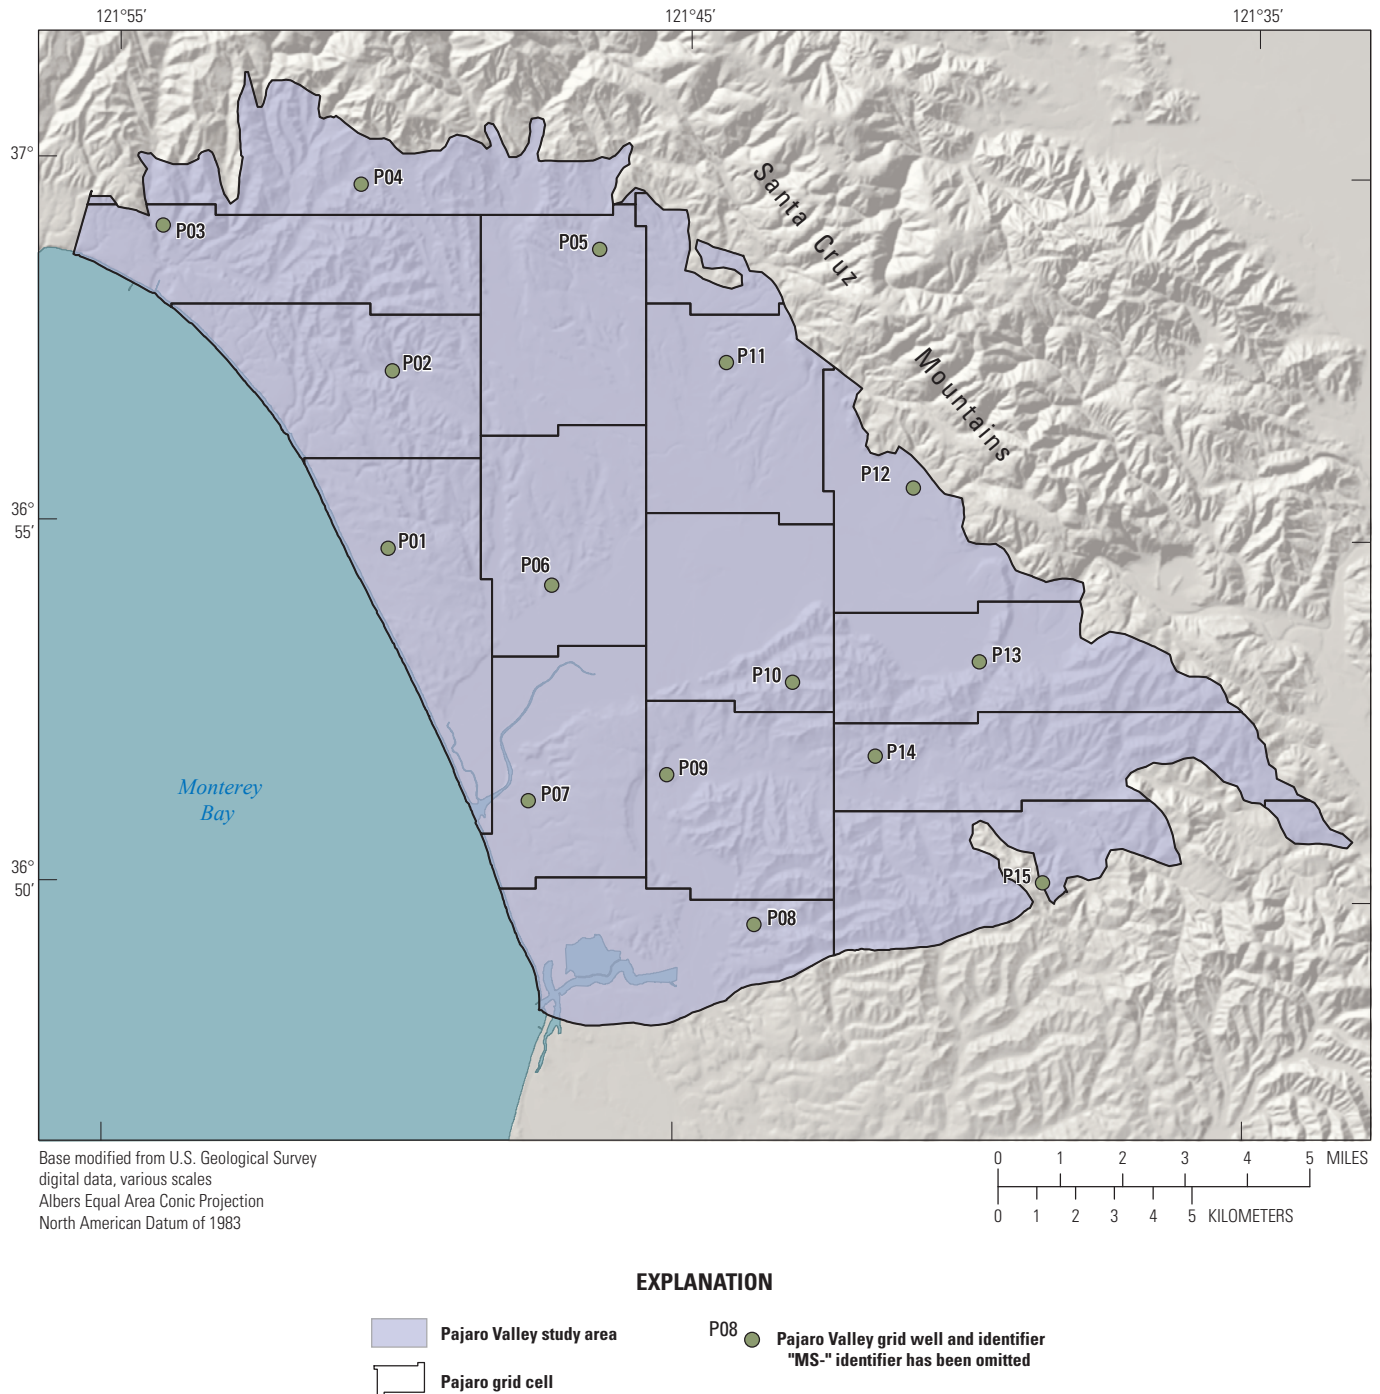 121°55′
121°45′
121°35′
37°
36°
55′
36°
50′
P04
P03
P05
P02
P11
P12
P01
P06
P13
P10
P14
P09
P07
P15
P08
Santa Cruz
Mountains
Monterey
Bay
Base modified from U.S. Geological Survey
digital data, various scales
Albers Equal Area Conic Projection
North American Datum of 1983
0 1 2 3 4 5 MILES
0 1 2 3 4 5 KILOMETERS
EXPLANATION
Pajaro Valley study area
Pajaro grid cell
P08
Pajaro Valley grid well and identifier
"MS-" identifier has been omitted